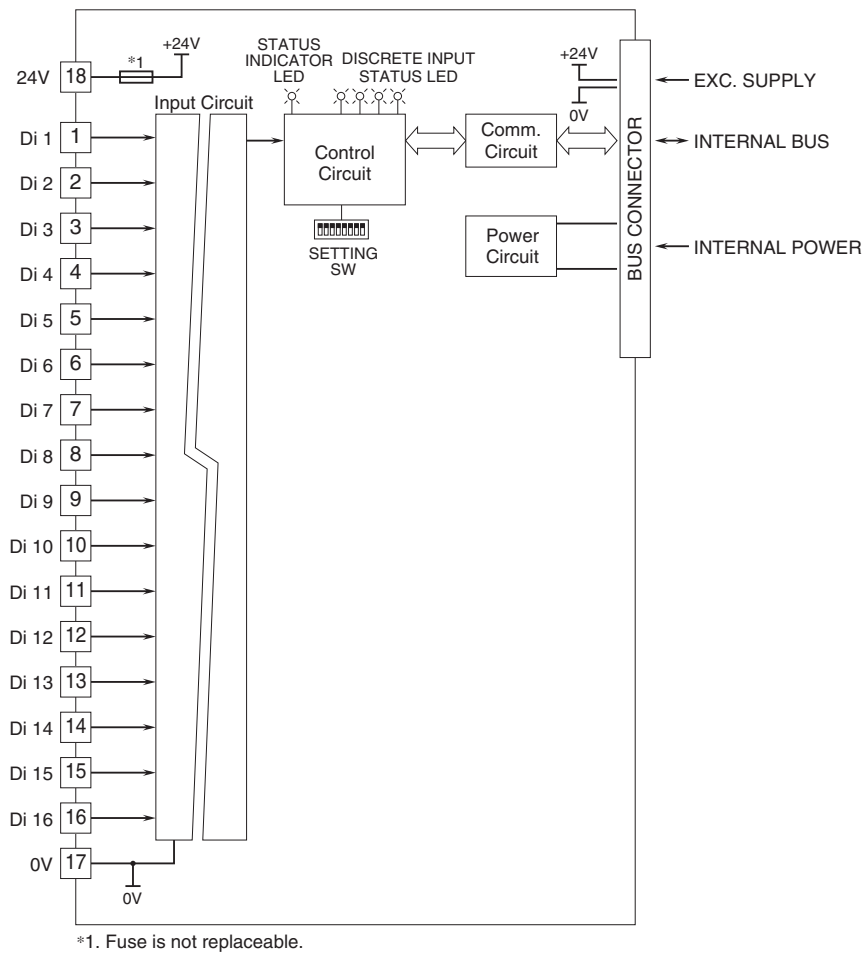 24V 18 *1 +24V
STATUS
INDICATOR
LED
DISCRETE INPUT
STATUS LED
+24V
0V
EXC. SUPPLY
Input Circuit
Control
Circuit
Comm.
Circuit
INTERNAL BUS
SETTING
SW
Power
Circuit
BUS CONNECTOR
INTERNAL POWER
Di 1 1
Di 2 2
Di 3 3
Di 4 4
Di 5 5
Di 6 6
Di 7 7
Di 8 8
Di 9 9
Di 10 10
Di 11 11
Di 12 12
Di 13 13
Di 14 14
Di 15 15
Di 16 16
0V 17
0V
*1. Fuse is not replaceable.